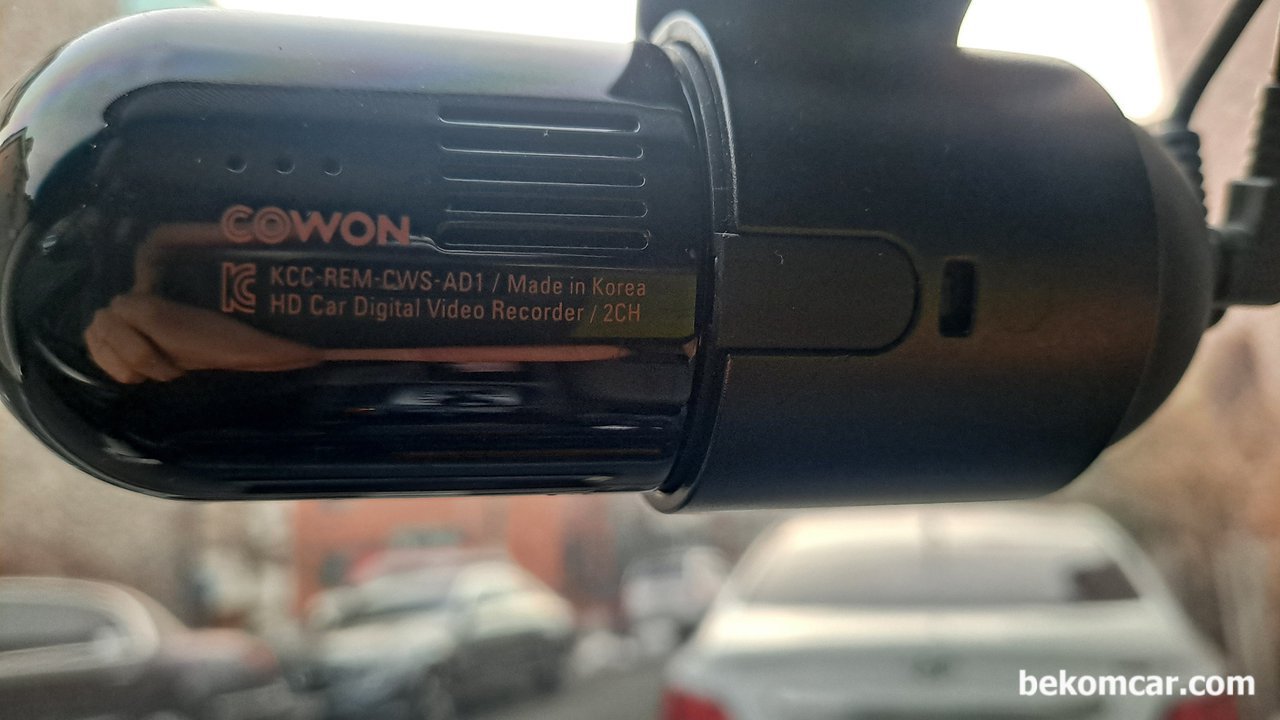 COWON
KCC-REM-CWS-AD1 / Made in Korea
HD Car Digital Video Recorder / 2CH
bekomcar.com